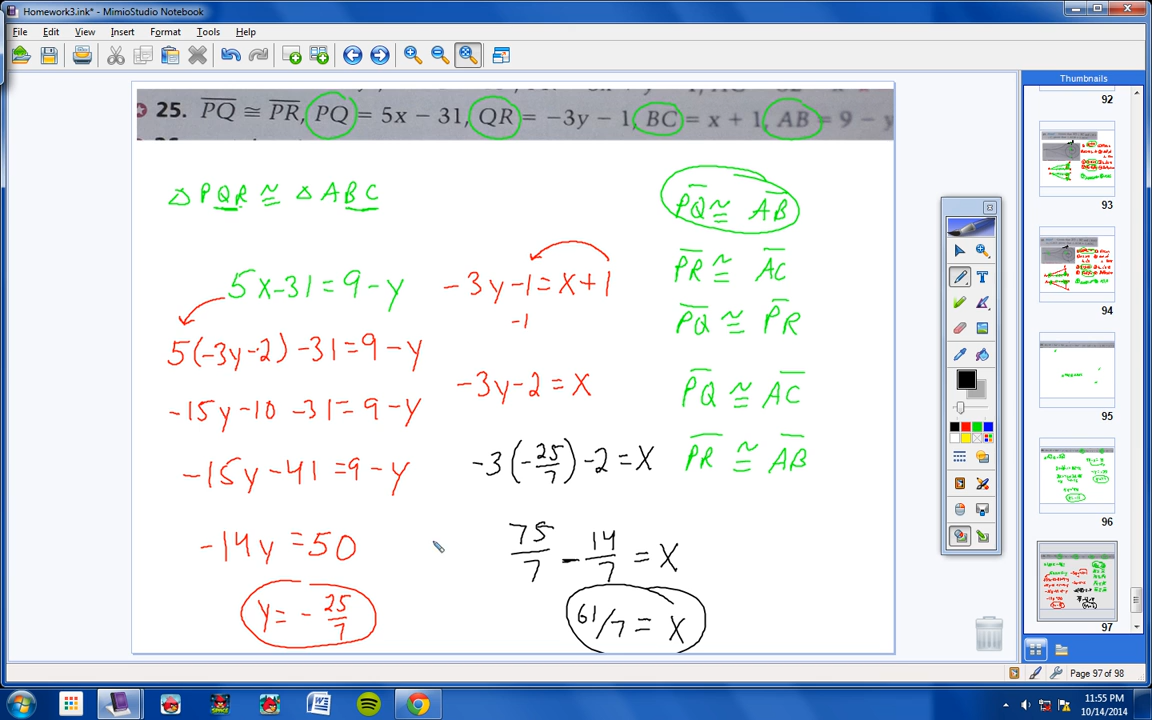 Homework3.ink* - MimioStudio Notebook
File Edit View Insert Format Tools Help
Thumbnails
25. PQ ≅ PR, PQ = 5x − 31, QR = −3y − 1, BC = x + 1, AB = 9 − y
△PQR ≅ △ABC
5x-31=9-y
5(-3y-2)-31=9-y
-15y-10-31=9-y
-15y-41=9-y
-14y=50
y=-25/7
-3y-1=x+1
-1
-3y-2=x
-3(-25/7)-2=x
75/7-14/7=x
61/7=x
PQ≅AB
PR≅AC
PQ≅PR
PQ≅AC
PR≅AB
T
92
93
94
95
96
97
Page 97 of 98
11:55 PM
10/14/2014